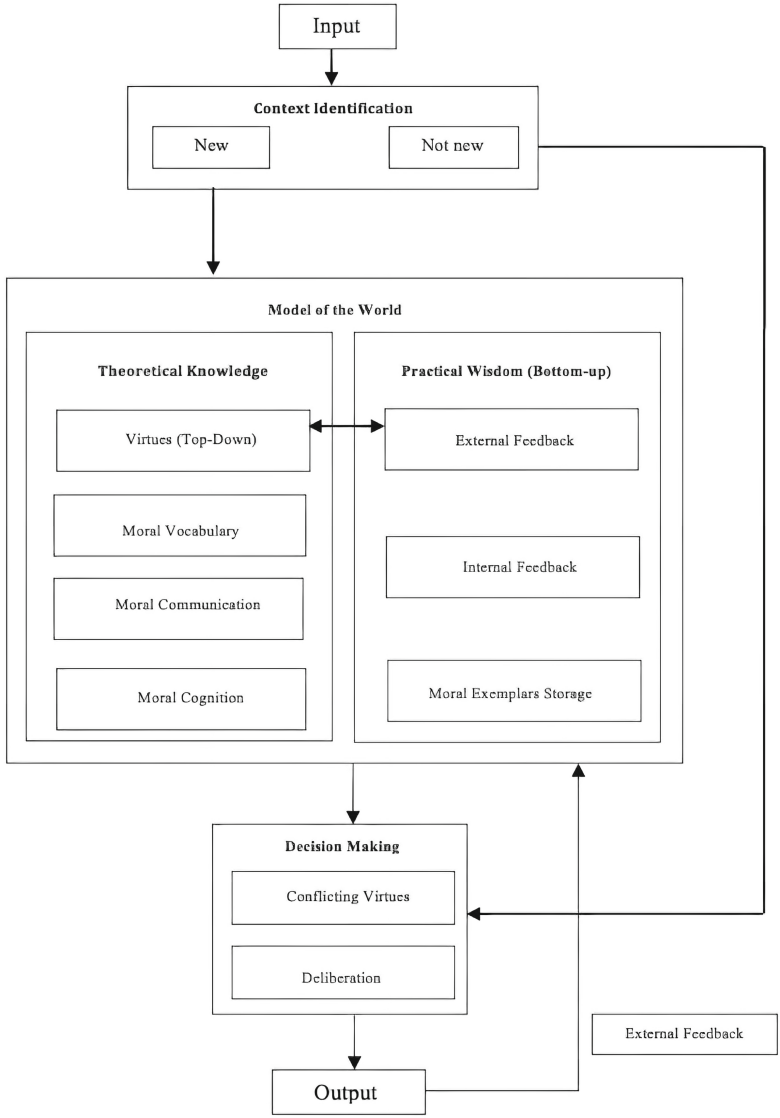 Input
Context Identification
New
Not new
Model of the World
Theoretical Knowledge
Virtues (Top-Down)
Moral Vocabulary
Moral Communication
Moral Cognition
Practical Wisdom (Bottom-up)
External Feedback
Internal Feedback
Moral Exemplars Storage
Decision Making
Conflicting Virtues
Deliberation
External Feedback
Output